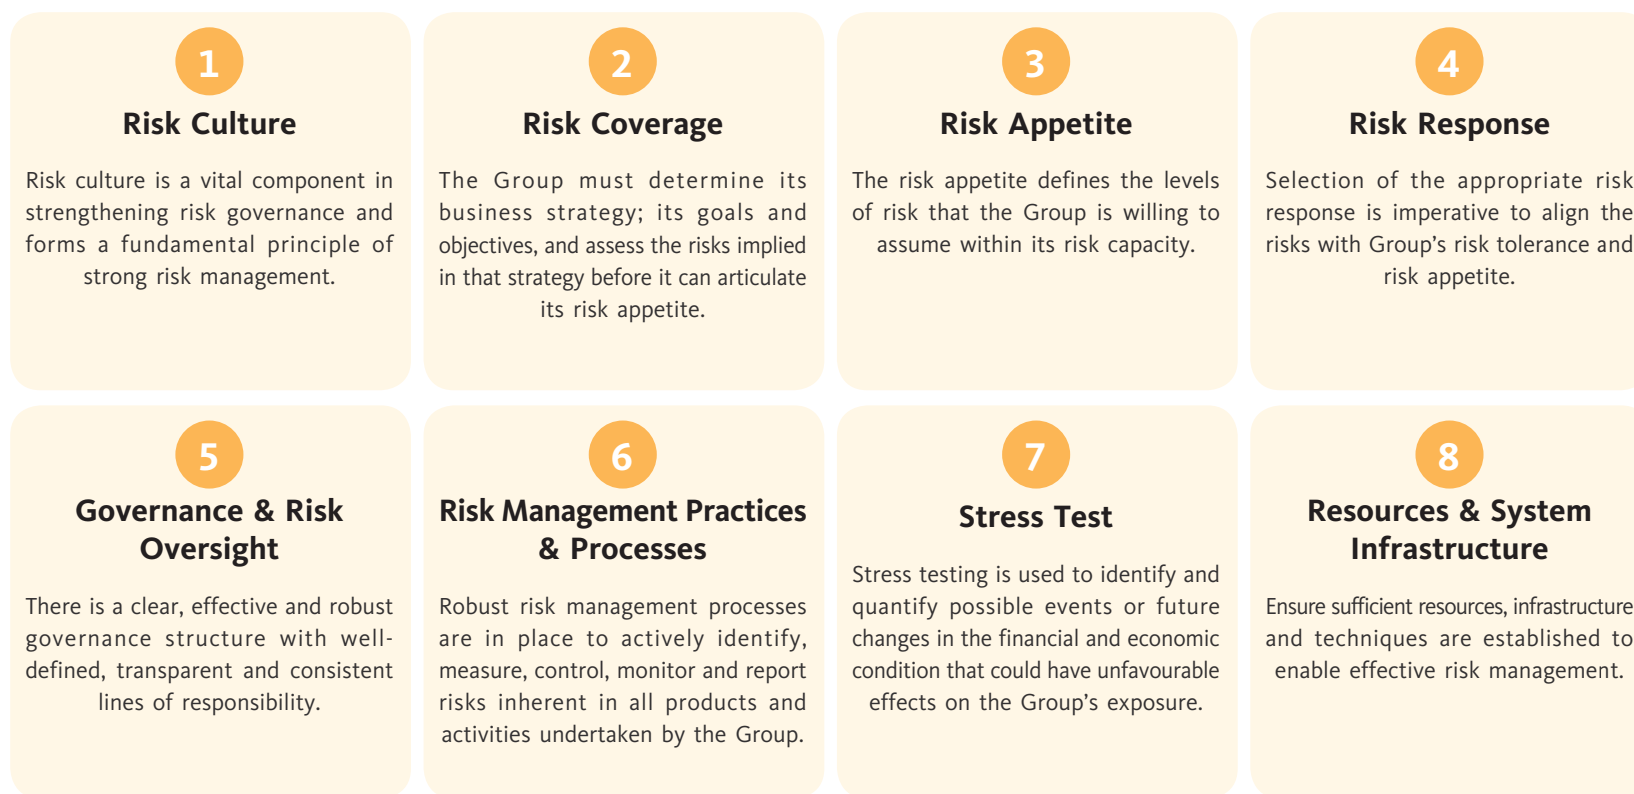 1
Risk Culture
Risk culture is a vital component in
strengthening risk governance and
forms a fundamental principle of
strong risk management.
2
Risk Coverage
The Group must determine its
business strategy; its goals and
objectives, and assess the risks implied
in that strategy before it can articulate
its risk appetite.
3
Risk Appetite
The risk appetite defines the levels
of risk that the Group is willing to
assume within its risk capacity.
4
Risk Response
Selection of the appropriate risk
response is imperative to align the
risks with Group’s risk tolerance and
risk appetite.
5
Governance & Risk
Oversight
There is a clear, effective and robust
governance structure with well-
defined, transparent and consistent
lines of responsibility.
6
Risk Management Practices
& Processes
Robust risk management processes
are in place to actively identify,
measure, control, monitor and report
risks inherent in all products and
activities undertaken by the Group.
7
Stress Test
Stress testing is used to identify and
quantify possible events or future
changes in the financial and economic
condition that could have unfavourable
effects on the Group’s exposure.
8
Resources & System
Infrastructure
Ensure sufficient resources, infrastructure
and techniques are established to
enable effective risk management.